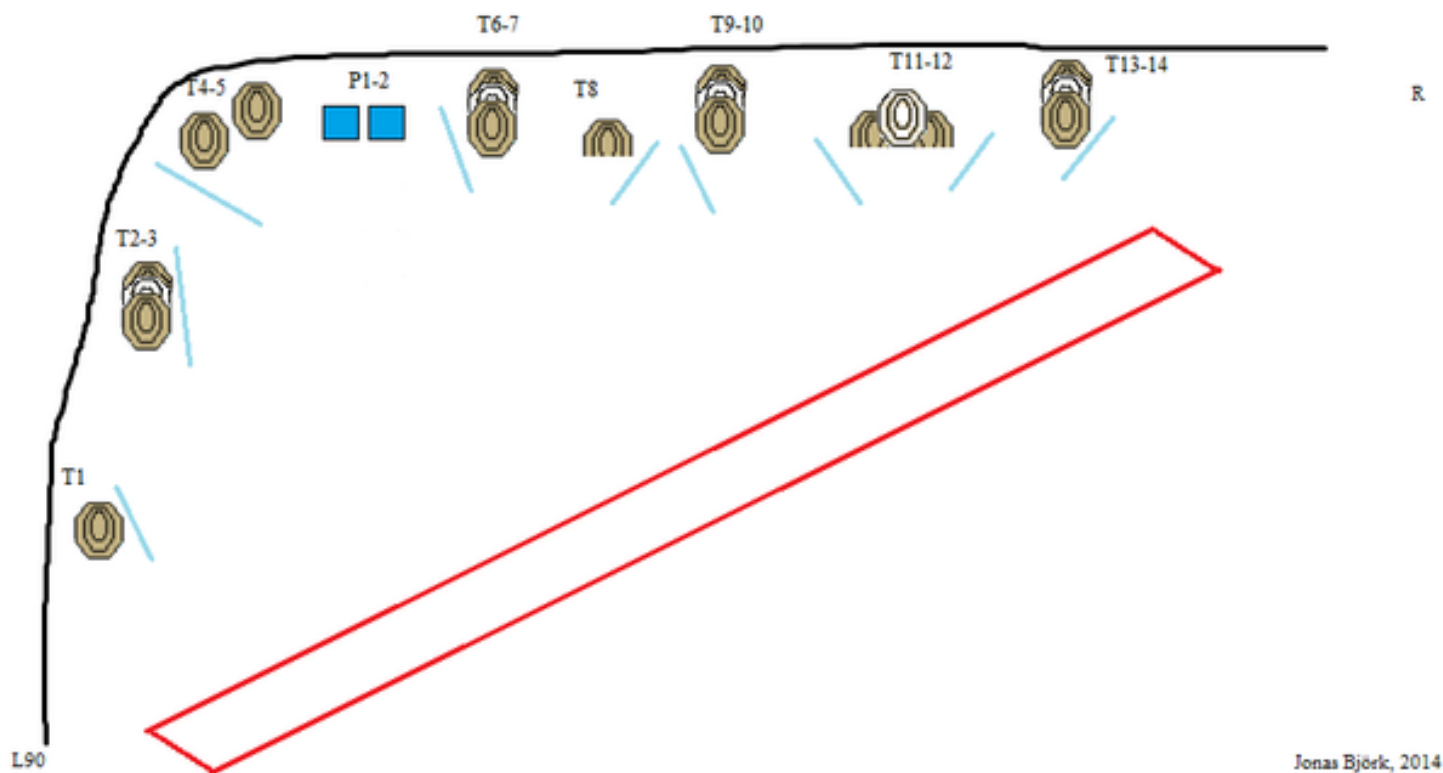 T6-7
T9-10
T11-12
T13-14
T4-5
P1-2
T8
R
T2-3
T1
L90
Jonas Björk, 2014